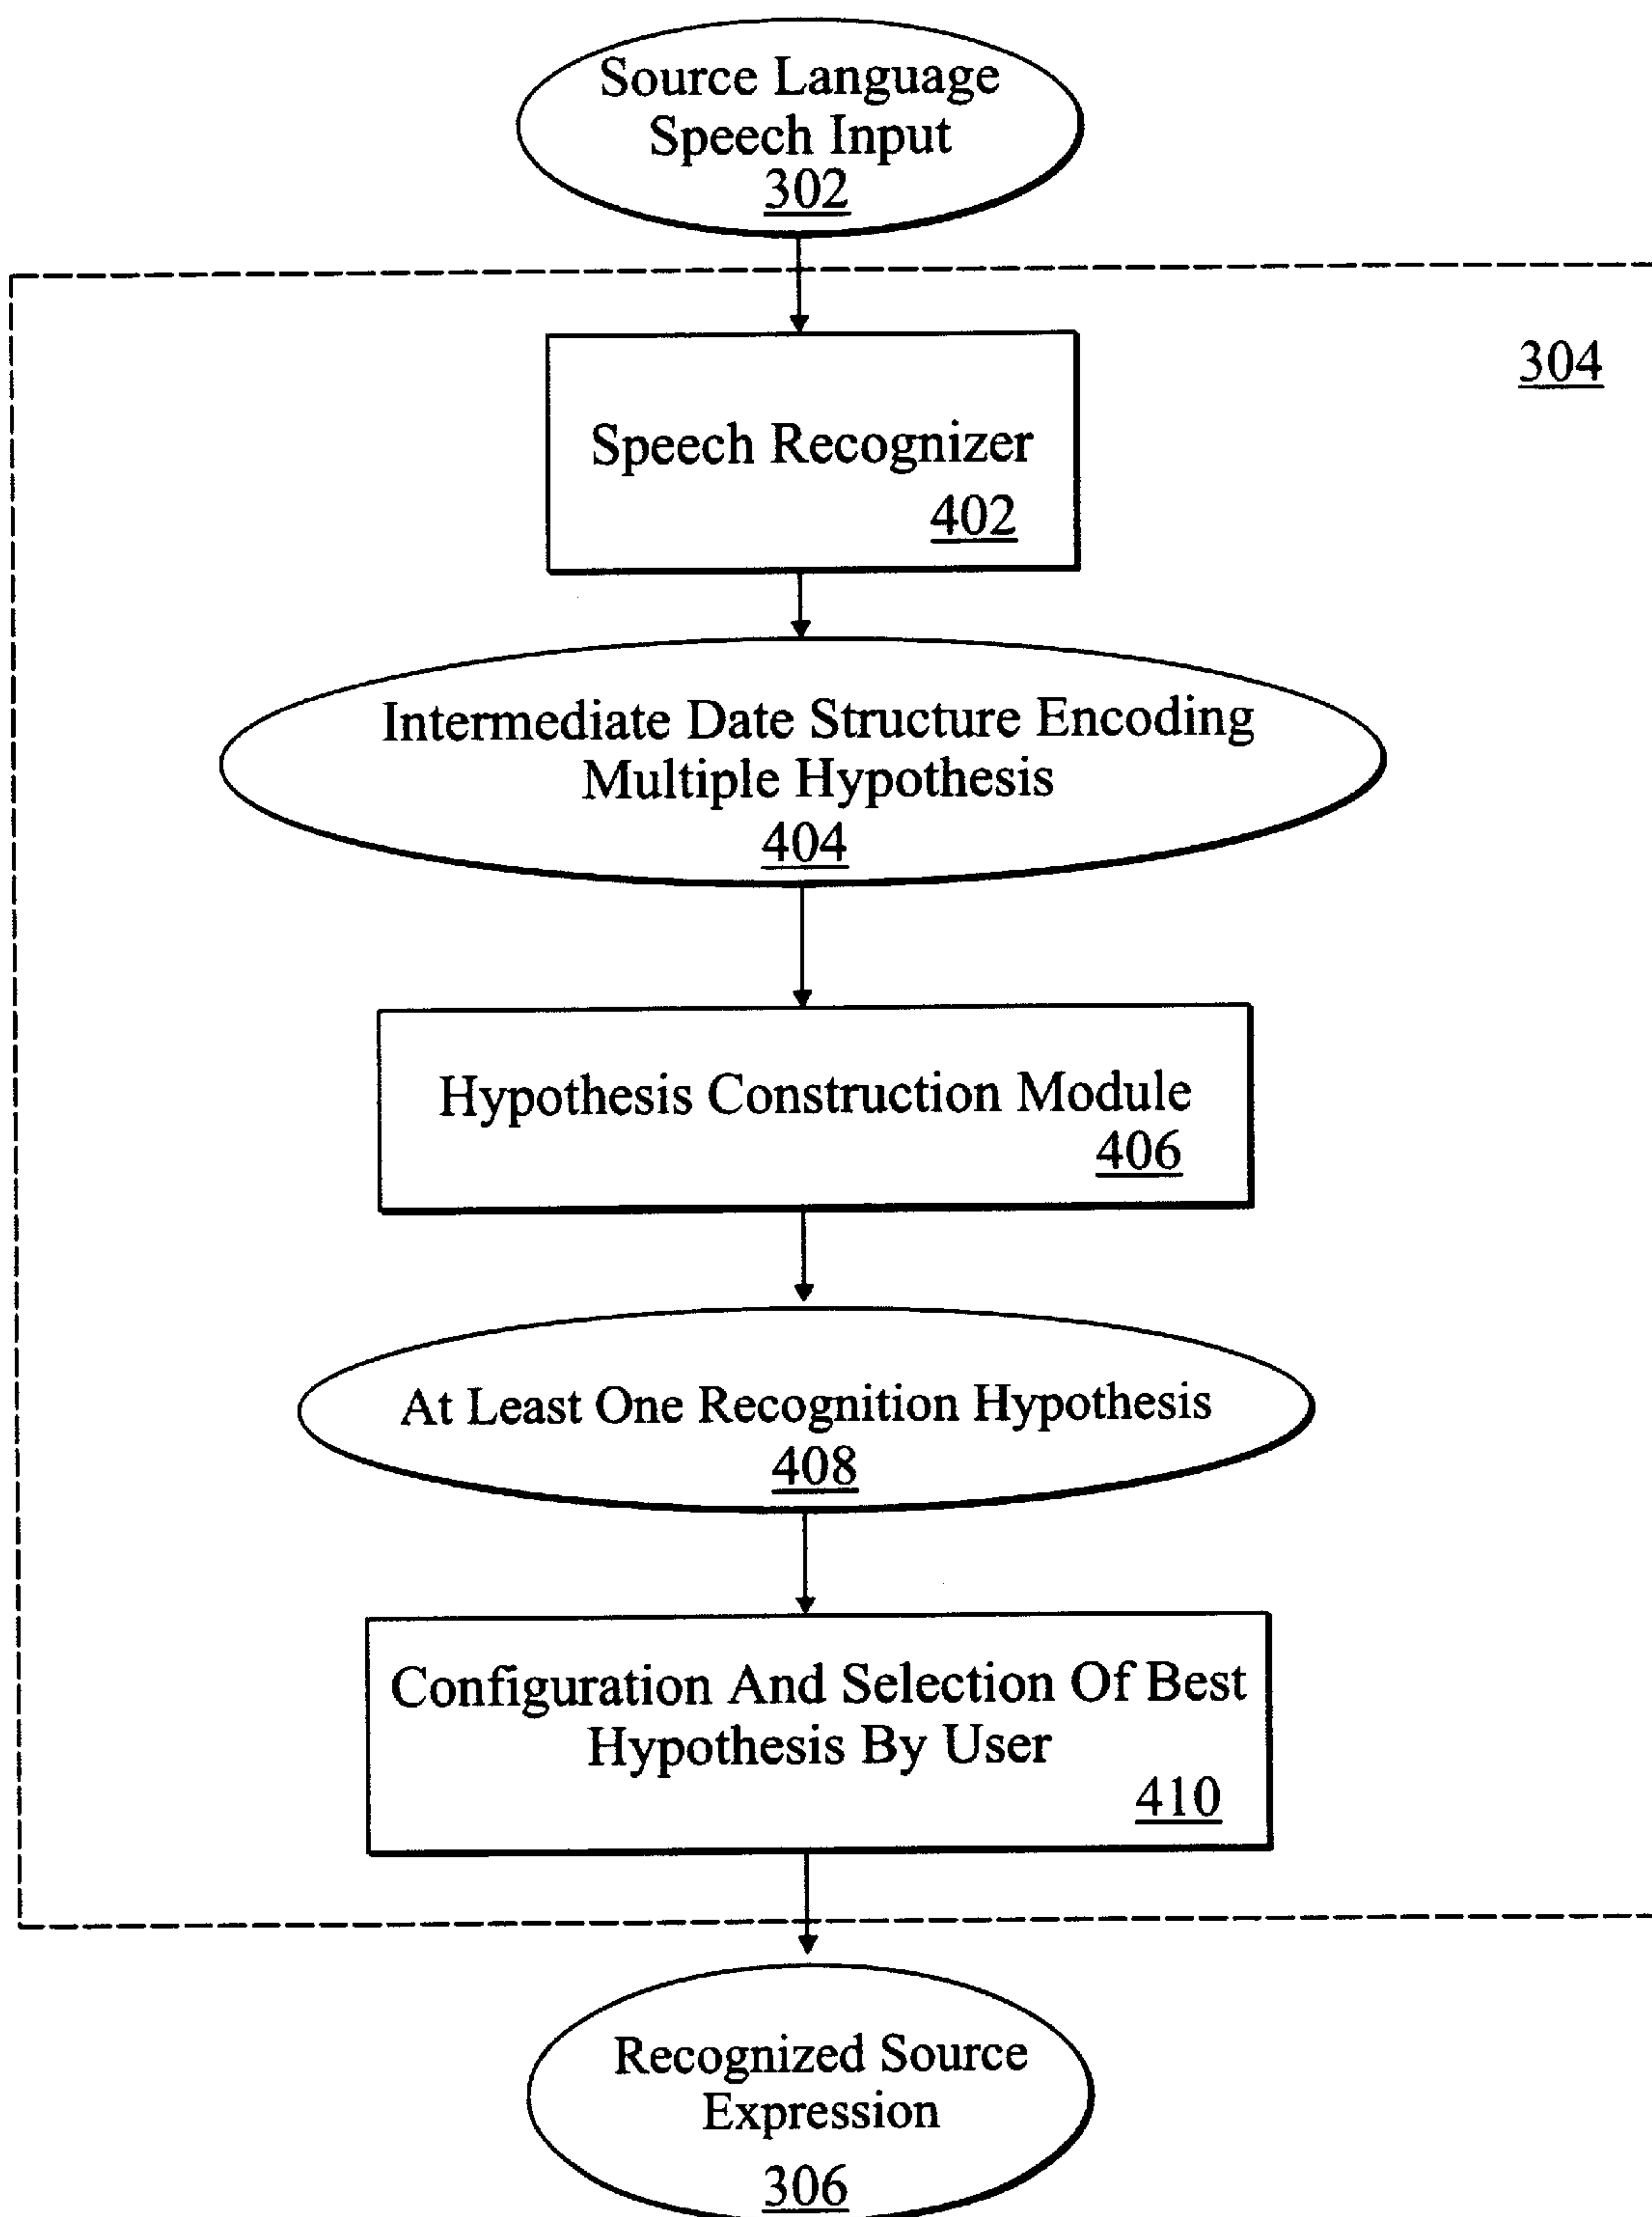 Source Language
Speech Input
302
304
Speech Recognizer
402
Intermediate Date Structure Encoding
Multiple Hypothesis
404
Hypothesis Construction Module
406
At Least One Recognition Hypothesis
408
Configuration And Selection Of Best
Hypothesis By User
410
Recognized Source
Expression
306